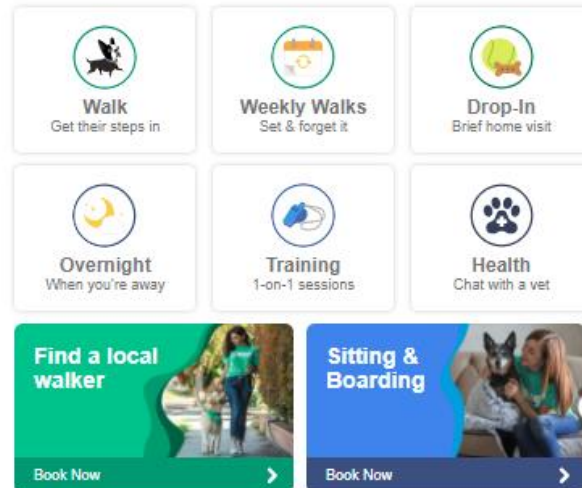 Walk
Get their steps in
Weekly Walks
Set & forget it
Drop-In
Brief home visit
Overnight
When you're away
Training
1-on-1 sessions
Health
Chat with a vet
Find a local
walker
Book Now
Sitting &
Boarding
Book Now